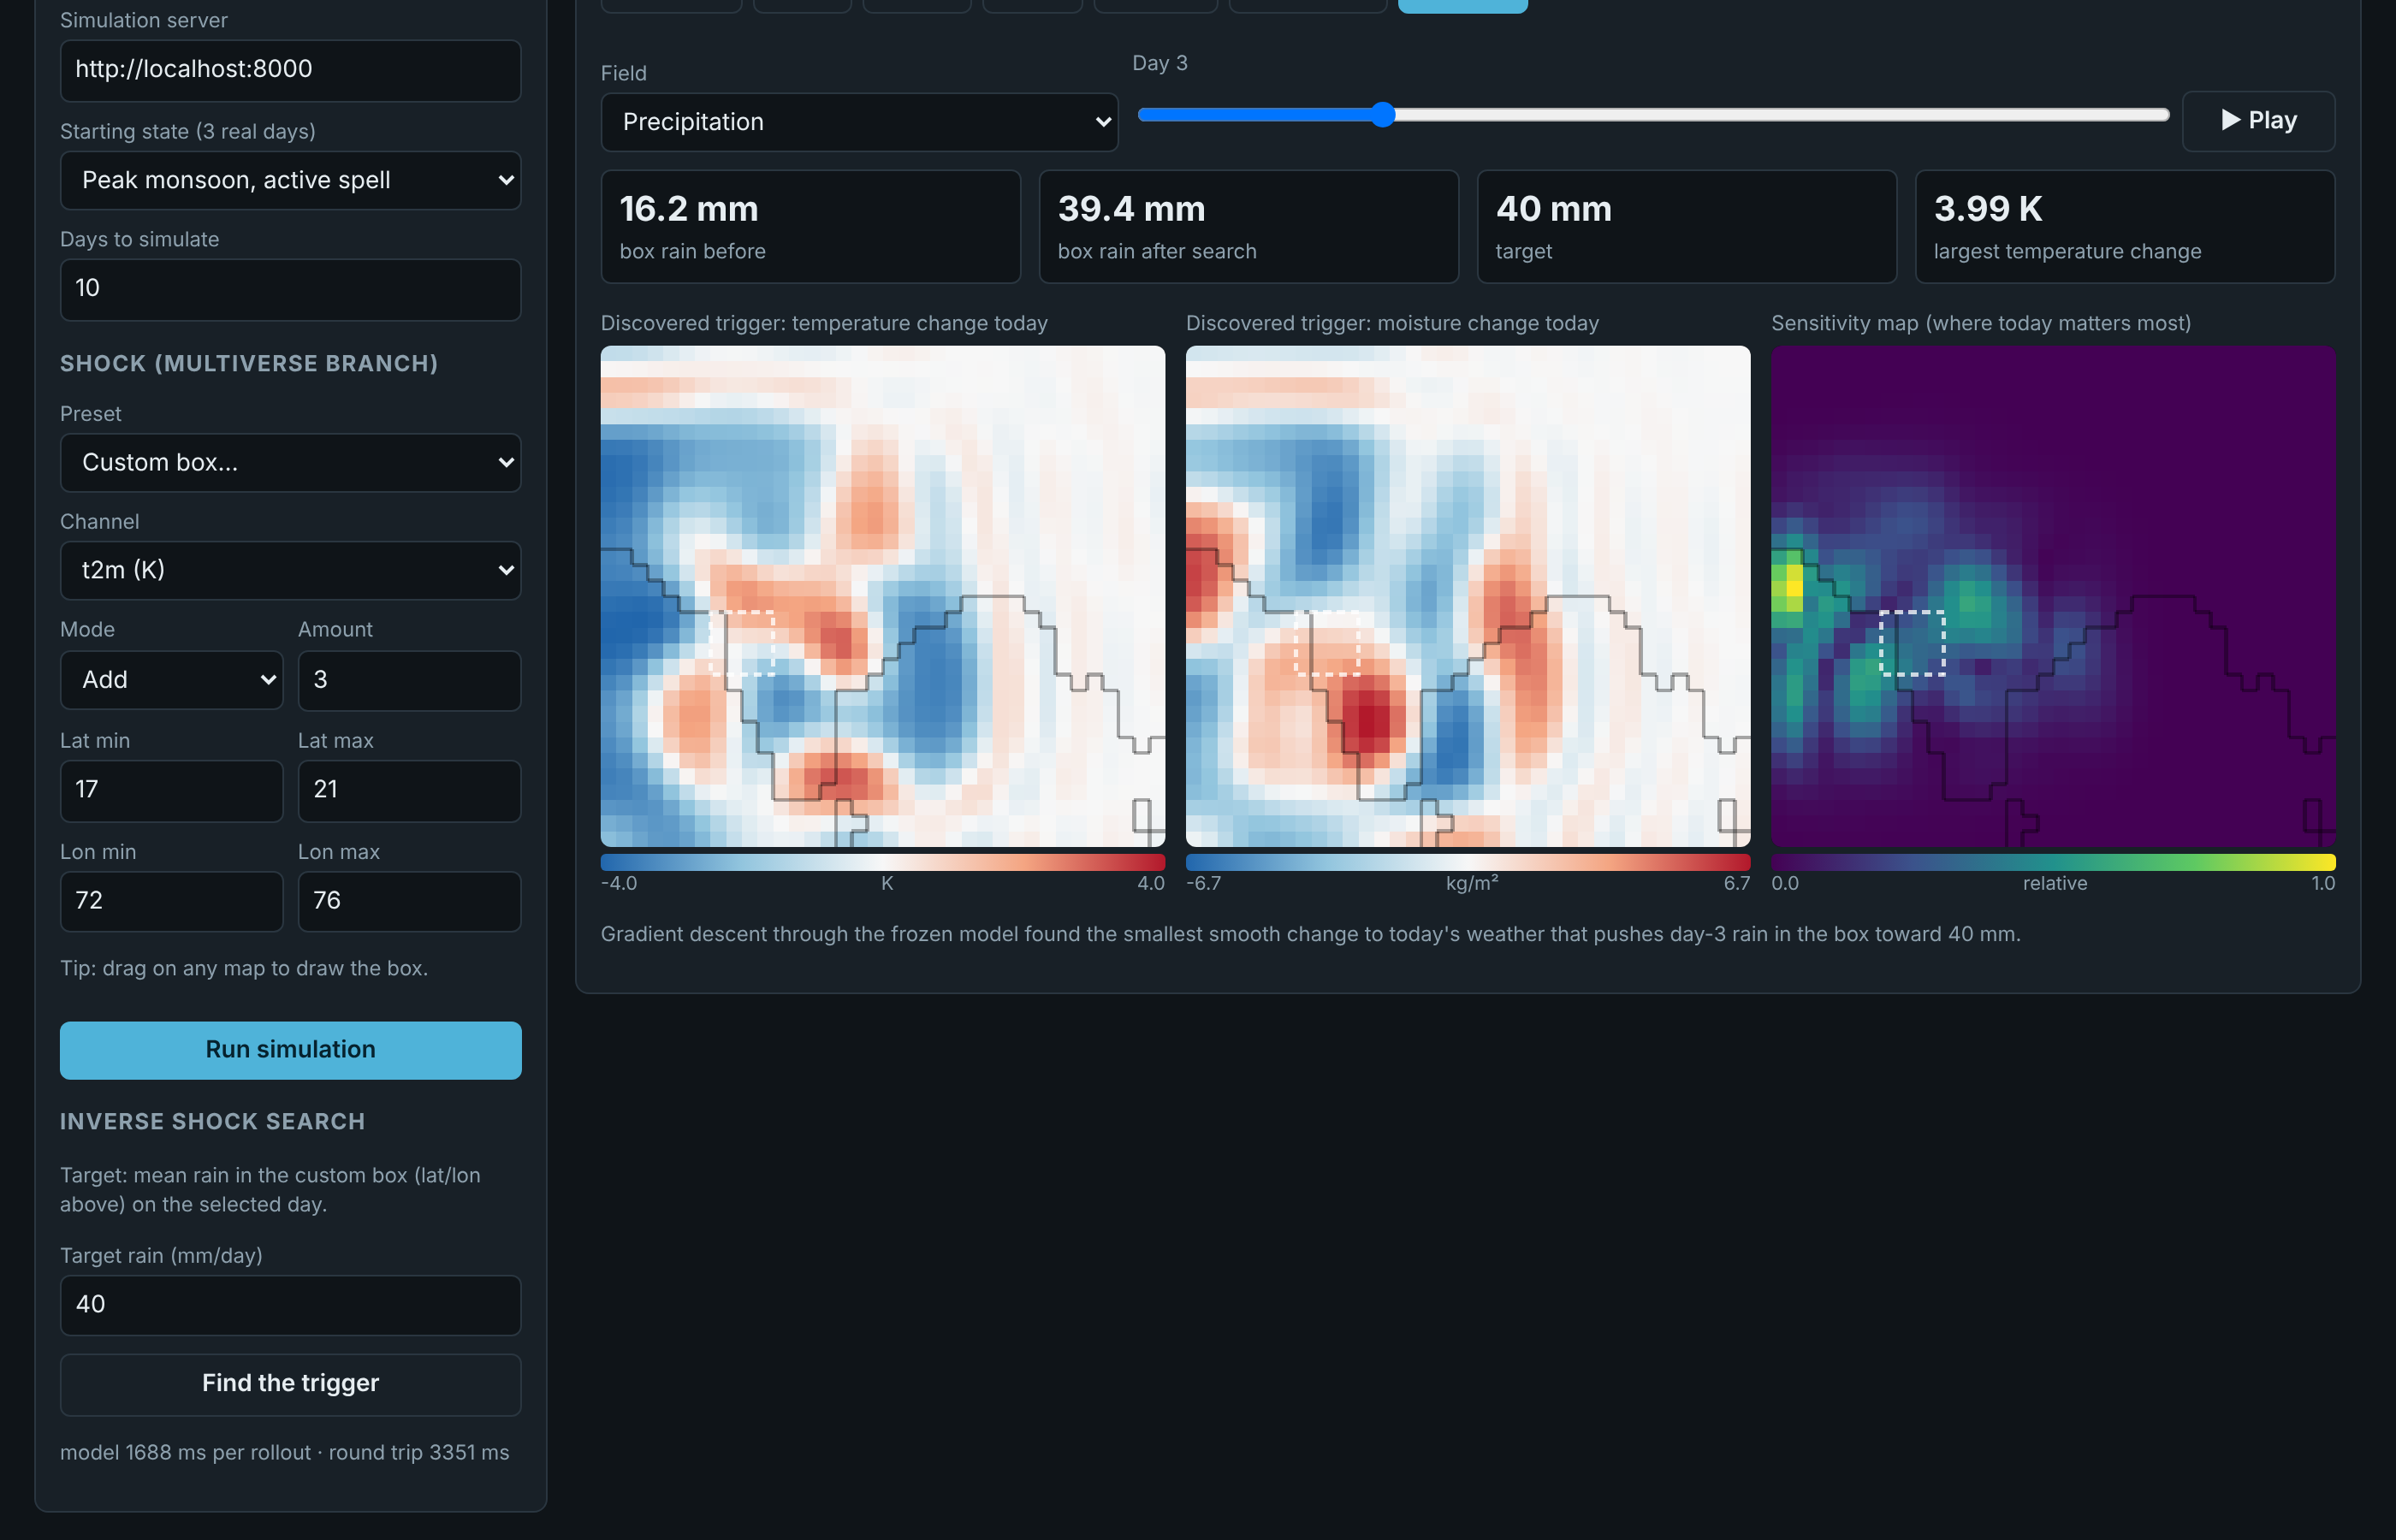 Simulation server
http://localhost:8000
Starting state (3 real days)
Peak monsoon, active spell
Days to simulate
10
SHOCK (MULTIVERSE BRANCH)
Preset
Custom box...
Channel
t2m (K)
Mode Amount
Add 3
Lat min Lat max
17 21
Lon min Lon max
72 76
Tip: drag on any map to draw the box.
Run simulation
INVERSE SHOCK SEARCH
Target: mean rain in the custom box (lat/lon
above) on the selected day.
Target rain (mm/day)
40
Find the trigger
model 1688 ms per rollout · round trip 3351 ms
Field
Precipitation
Day 3
▶ Play
16.2 mm
box rain before
39.4 mm
box rain after search
40 mm
target
3.99 K
largest temperature change
Discovered trigger: temperature change today
-4.0 K 4.0
Discovered trigger: moisture change today
-6.7 kg/m² 6.7
Sensitivity map (where today matters most)
0.0 relative 1.0
Gradient descent through the frozen model found the smallest smooth change to today's weather that pushes day-3 rain in the box toward 40 mm.